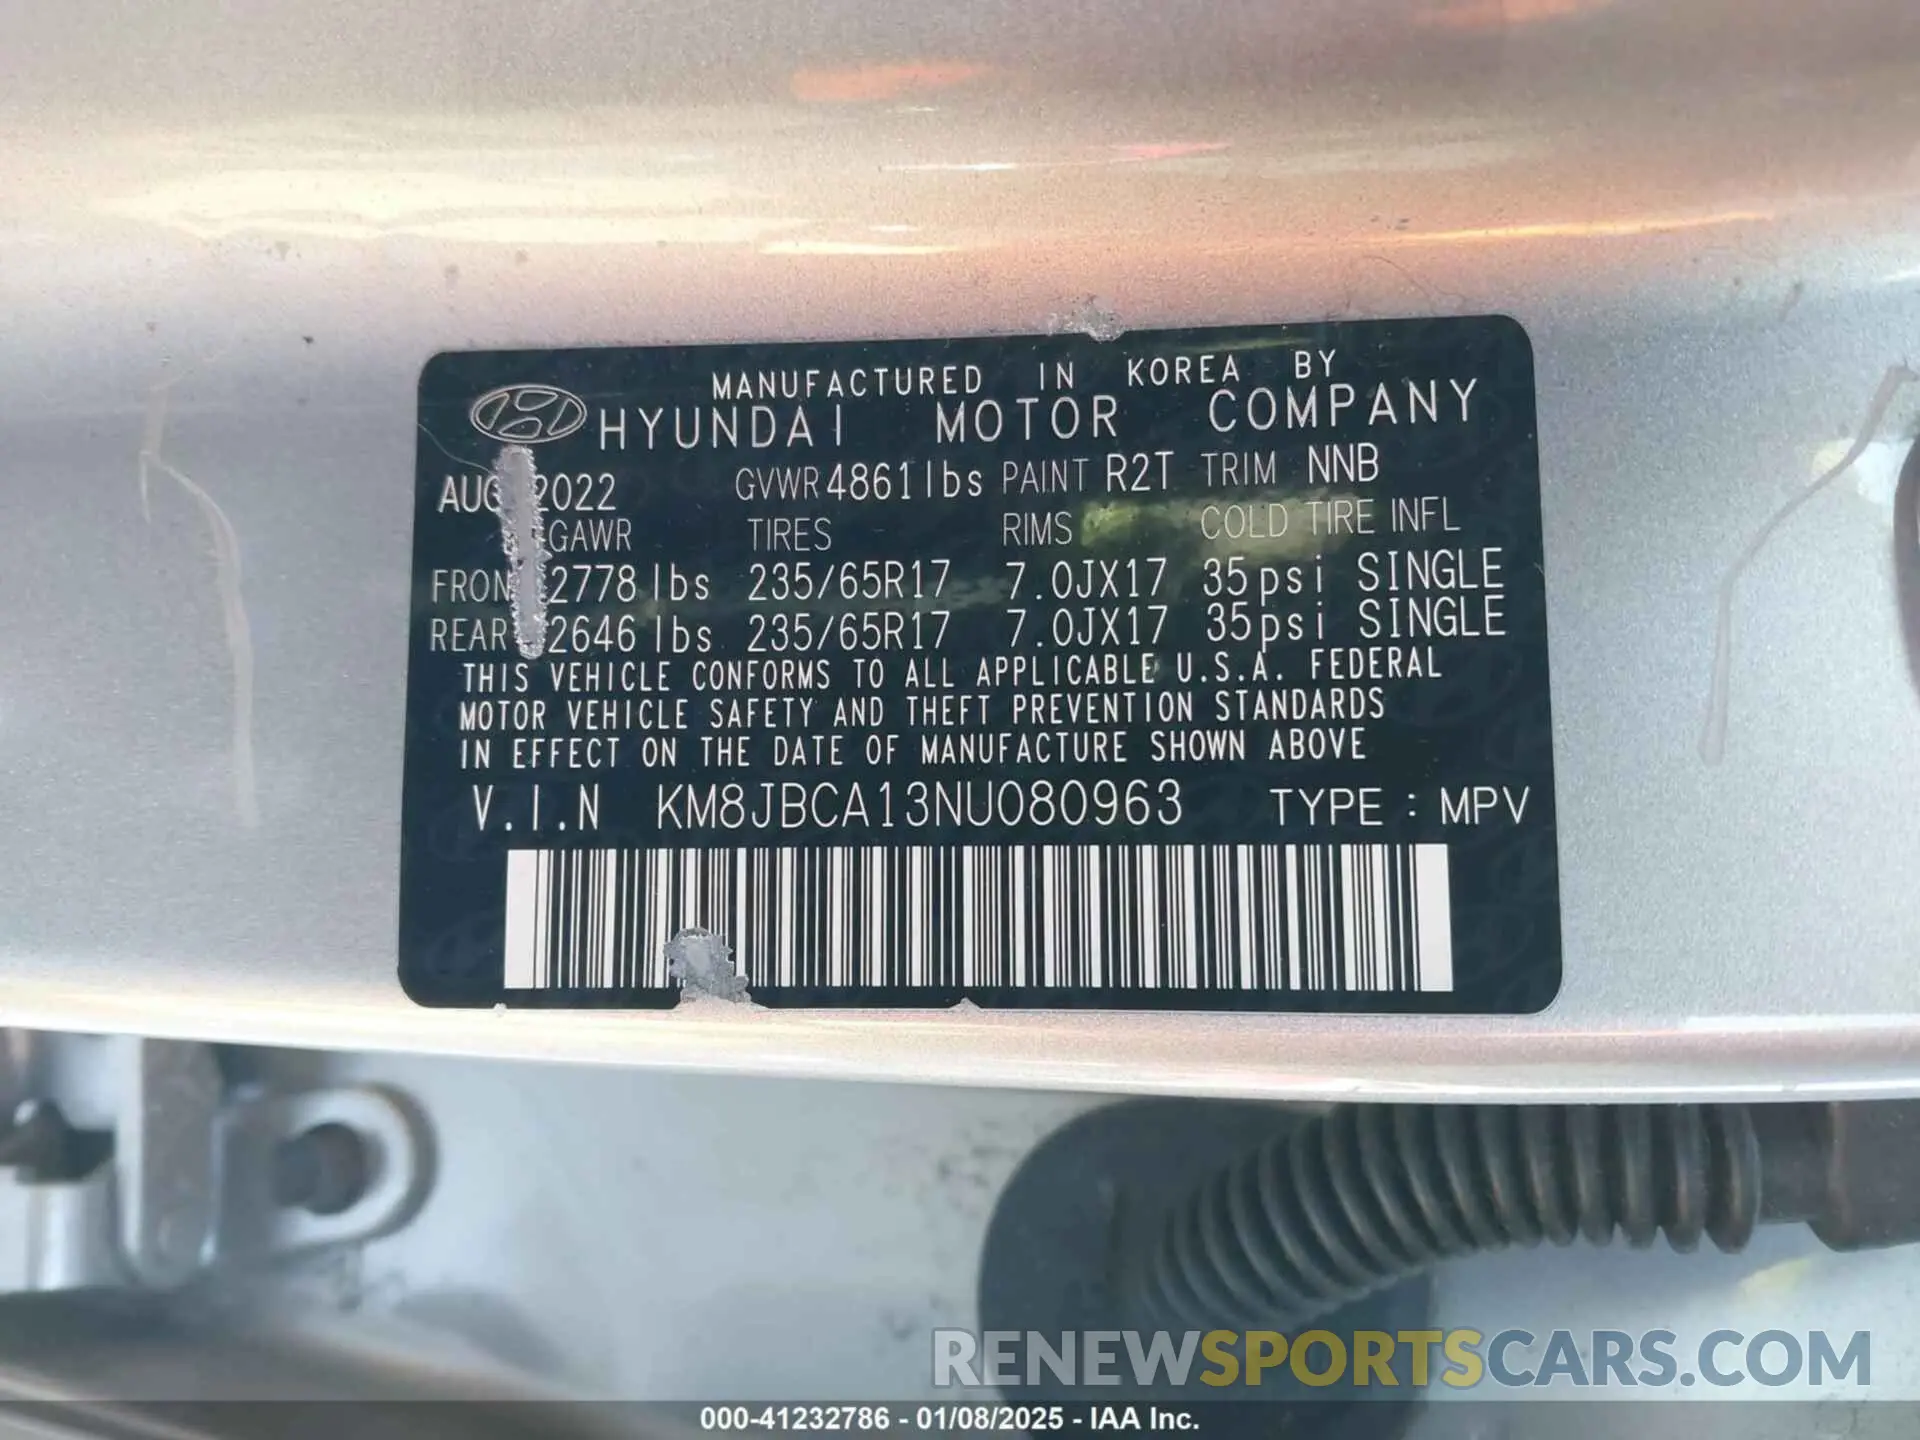 MANUFACTURED IN KOREA BY
HYUNDAI MOTOR COMPANY
AUG 2022 GVWR 4861lbs PAINT R2T TRIM NNB
GAWR TIRES RIMS COLD TIRE INFL
FRON 2778 lbs 235/65R17 7.0JX17 35psi SINGLE
REAR 2646 lbs 235/65R17 7.0JX17 35psi SINGLE
THIS VEHICLE CONFORMS TO ALL APPLICABLE U.S.A. FEDERAL
MOTOR VEHICLE SAFETY AND THEFT PREVENTION STANDARDS
IN EFFECT ON THE DATE OF MANUFACTURE SHOWN ABOVE
V.I.N KM8JBCA13NU080963 TYPE : MPV
RENEWSPORTSCARS.COM
000-41232786 - 01/08/2025 - IAA Inc.